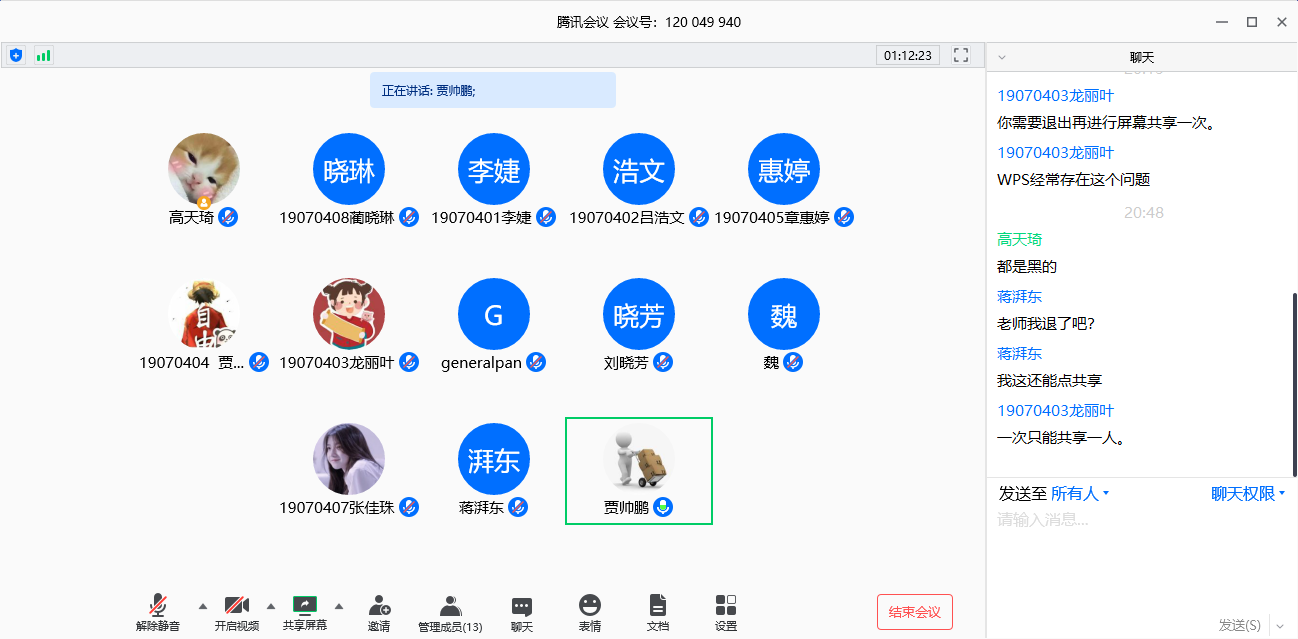 腾讯会议 会议号：120 049 940
01:12:23
正在讲话: 贾帅鹏;
晓琳
李婕
浩文
惠婷
高天琦
19070408蔺晓琳
19070401李婕
19070402吕浩文
19070405章惠婷
自由
G
晓芳
魏
19070404 贾...
19070403龙丽叶
generalpan
刘晓芳
魏
湃东
19070407张佳珠
蒋湃东
贾帅鹏
解除静音
开启视频
共享屏幕
邀请
管理成员(13)
聊天
表情
文档
设置
结束会议
聊天
19070403龙丽叶
你需要退出再进行屏幕共享一次。
19070403龙丽叶
WPS经常存在这个问题
20:48
高天琦
都是黑的
蒋湃东
老师我退了吧？
蒋湃东
我这还能点共享
19070403龙丽叶
一次只能共享一人。
发送至 所有人
聊天权限
请输入消息...
发送(S)